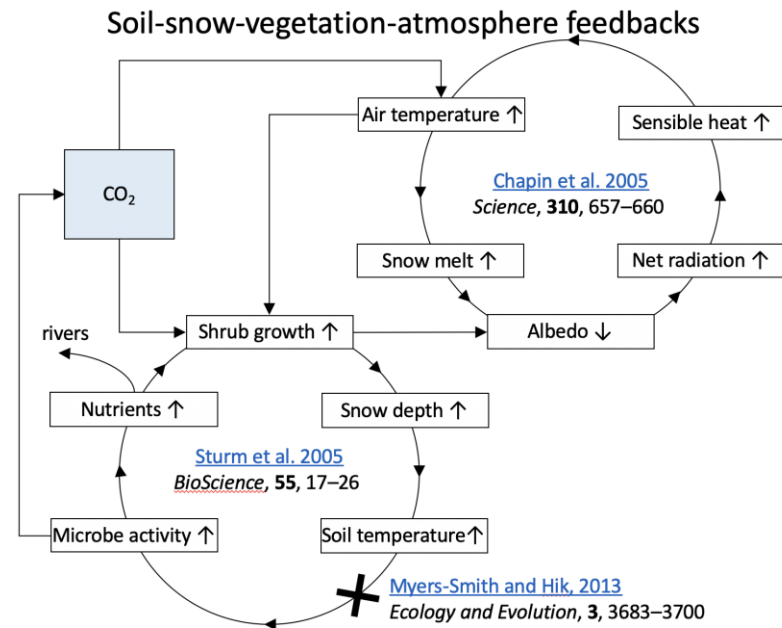 Soil-snow-vegetation-atmosphere feedbacks
Air temperature ↑
Sensible heat ↑
CO₂
Chapin et al. 2005
Science, 310, 657–660
Snow melt ↑
Net radiation ↑
Shrub growth ↑
Albedo ↓
rivers
Nutrients ↑
Snow depth ↑
Sturm et al. 2005
BioScience, 55, 17–26
Microbe activity ↑
Soil temperature↑
Myers-Smith and Hik, 2013
Ecology and Evolution, 3, 3683–3700